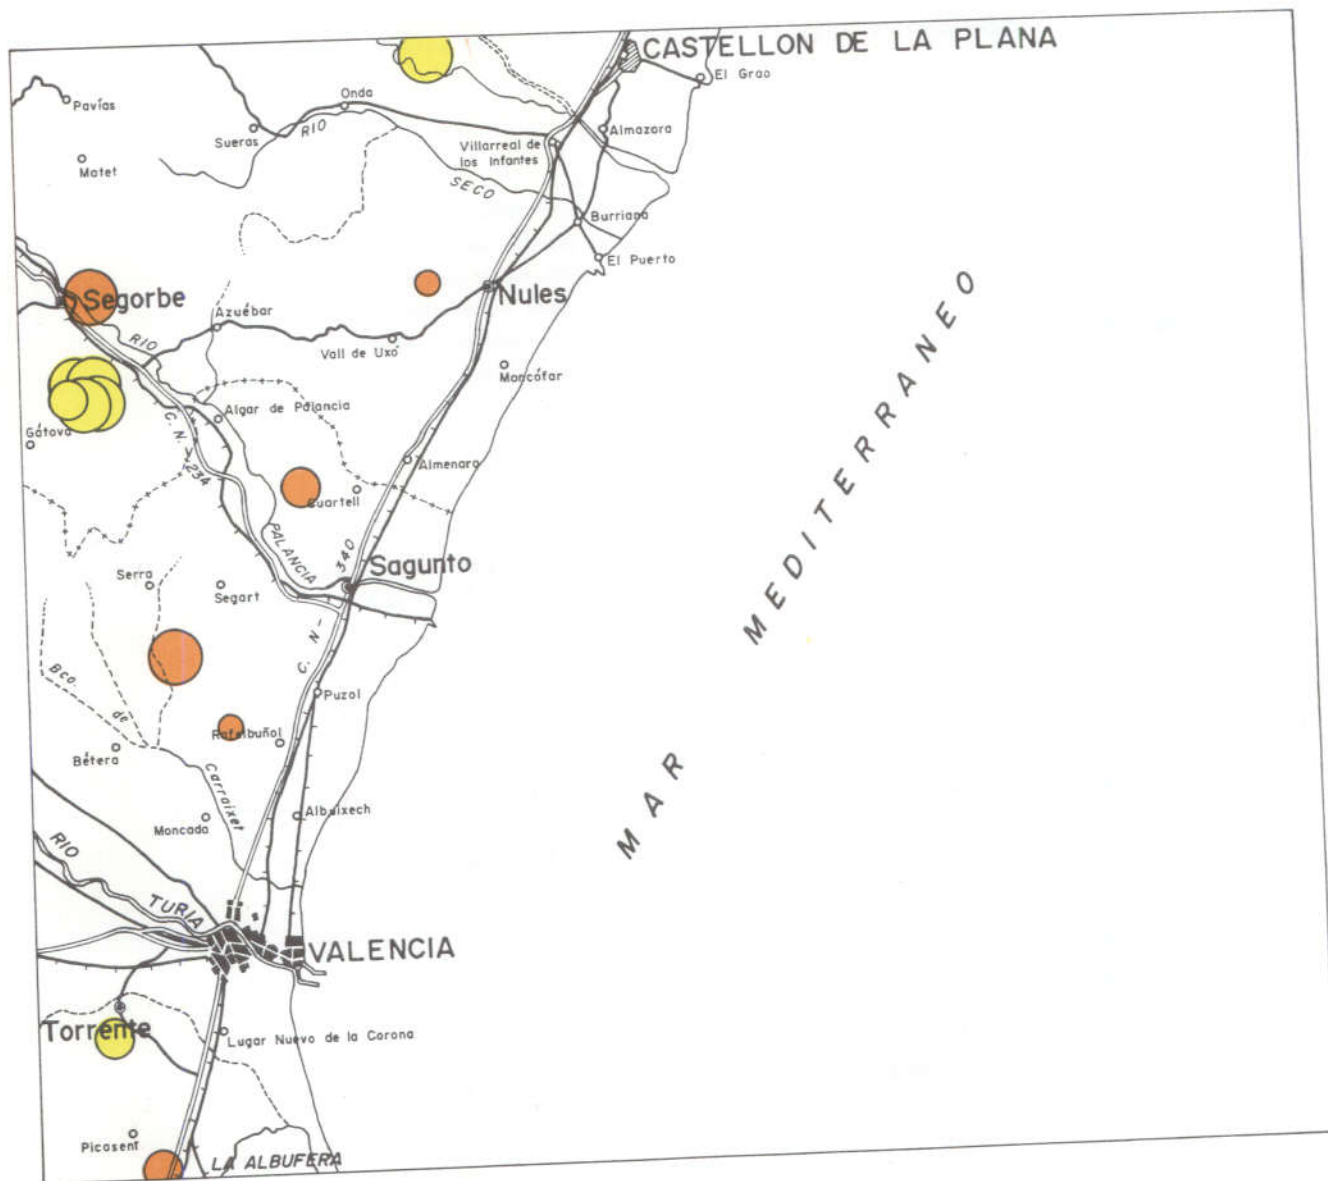 CASTELLON DE LA PLANA
El Grao
Pavías
Onda
Sueras
RIO
Almazora
Villarreal de
los Infantes
Matet
SECO
Burriana
El Puerto
Segorbe
Nules
Azuébar
RIO
Vall de Uxó
Moncófar
Algar de Palancia
Gátova
C. N. - 234
Almenara
Cuartell
PALANCIA
C. N - 340
Sagunto
Serra
Segart
MAR MEDITERRANEO
Bco.
de
Carraixet
Puzol
Rafelbuñol
Bétera
Albuixech
Moncada
RIO
TURIA
VALENCIA
Torrente
Lugar Nuevo de la Corona
Picasent
LA ALBUFERA